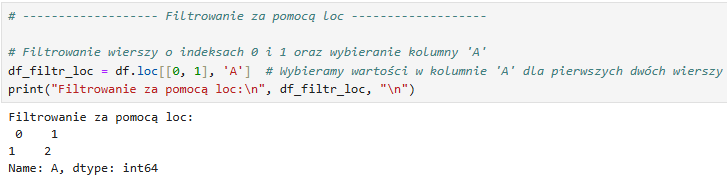 # ------------------ Filtrowanie za pomocą loc ------------------
# Filtrowanie wierszy o indeksach 0 i 1 oraz wybieranie kolumny 'A'
df_filtr_loc = df.loc[[0, 1], 'A']  # Wybieramy wartości w kolumnie 'A' dla pierwszych dwóch wierszy
print("Filtrowanie za pomocą loc:\n", df_filtr_loc, "\n")
Filtrowanie za pomocą loc:
 0    1
1    2
Name: A, dtype: int64